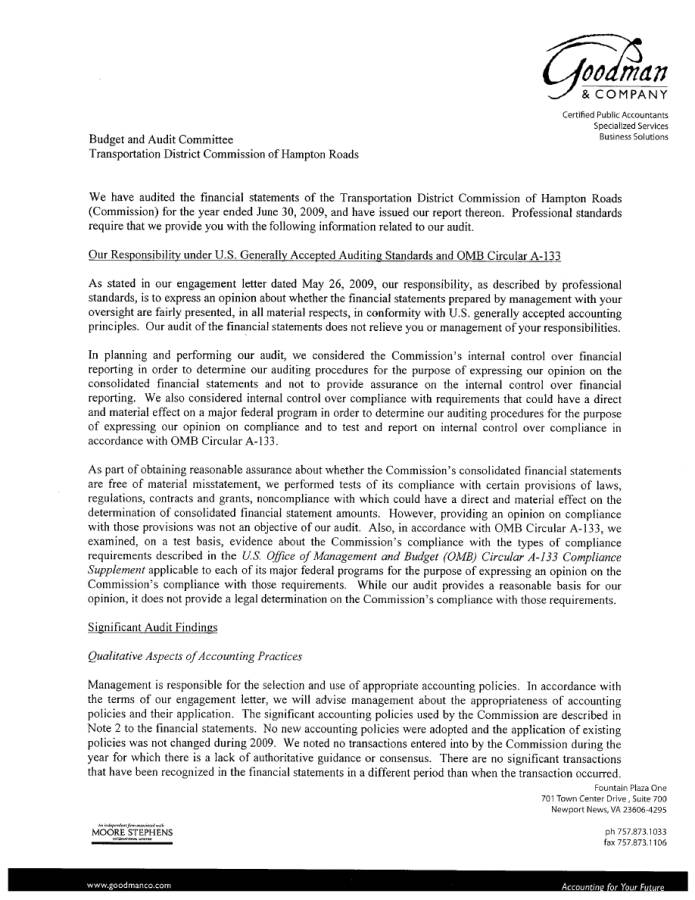 Goodman
& COMPANY
Certified Public Accountants
Specialized Services
Business Solutions
Budget and Audit Committee
Transportation District Commission of Hampton Roads
We have audited the financial statements of the Transportation District Commission of Hampton Roads
(Commission) for the year ended June 30, 2009, and have issued our report thereon. Professional standards
require that we provide you with the following information related to our audit.
Our Responsibility under U.S. Generally Accepted Auditing Standards and OMB Circular A-133
As stated in our engagement letter dated May 26, 2009, our responsibility, as described by professional
standards, is to express an opinion about whether the financial statements prepared by management with your
oversight are fairly presented, in all material respects, in conformity with U.S. generally accepted accounting
principles. Our audit of the financial statements does not relieve you or management of your responsibilities.
In planning and performing our audit, we considered the Commission's internal control over financial
reporting in order to determine our auditing procedures for the purpose of expressing our opinion on the
consolidated financial statements and not to provide assurance on the internal control over financial
reporting. We also considered internal control over compliance with requirements that could have a direct
and material effect on a major federal program in order to determine our auditing procedures for the purpose
of expressing our opinion on compliance and to test and report on internal control over compliance in
accordance with OMB Circular A-133.
As part of obtaining reasonable assurance about whether the Commission's consolidated financial statements
are free of material misstatement, we performed tests of its compliance with certain provisions of laws,
regulations, contracts and grants, noncompliance with which could have a direct and material effect on the
determination of consolidated financial statement amounts. However, providing an opinion on compliance
with those provisions was not an objective of our audit. Also, in accordance with OMB Circular A-133, we
examined, on a test basis, evidence about the Commission's compliance with the types of compliance
requirements described in the U.S. Office of Management and Budget (OMB) Circular A-133 Compliance
Supplement applicable to each of its major federal programs for the purpose of expressing an opinion on the
Commission's compliance with those requirements. While our audit provides a reasonable basis for our
opinion, it does not provide a legal determination on the Commission's compliance with those requirements.
Significant Audit Findings
Qualitative Aspects of Accounting Practices
Management is responsible for the selection and use of appropriate accounting policies. In accordance with
the terms of our engagement letter, we will advise management about the appropriateness of accounting
policies and their application. The significant accounting policies used by the Commission are described in
Note 2 to the financial statements. No new accounting policies were adopted and the application of existing
policies was not changed during 2009. We noted no transactions entered into by the Commission during the
year for which there is a lack of authoritative guidance or consensus. There are no significant transactions
that have been recognized in the financial statements in a different period than when the transaction occurred.
Fountain Plaza One
701 Town Center Drive , Suite 700
Newport News, VA 23606-4295
An independent firm associated with
MOORE STEPHENS
INTERNATIONAL LIMITED
ph 757.873.1033
fax 757.873.1106
www.goodmanco.com
Accounting for Your Future